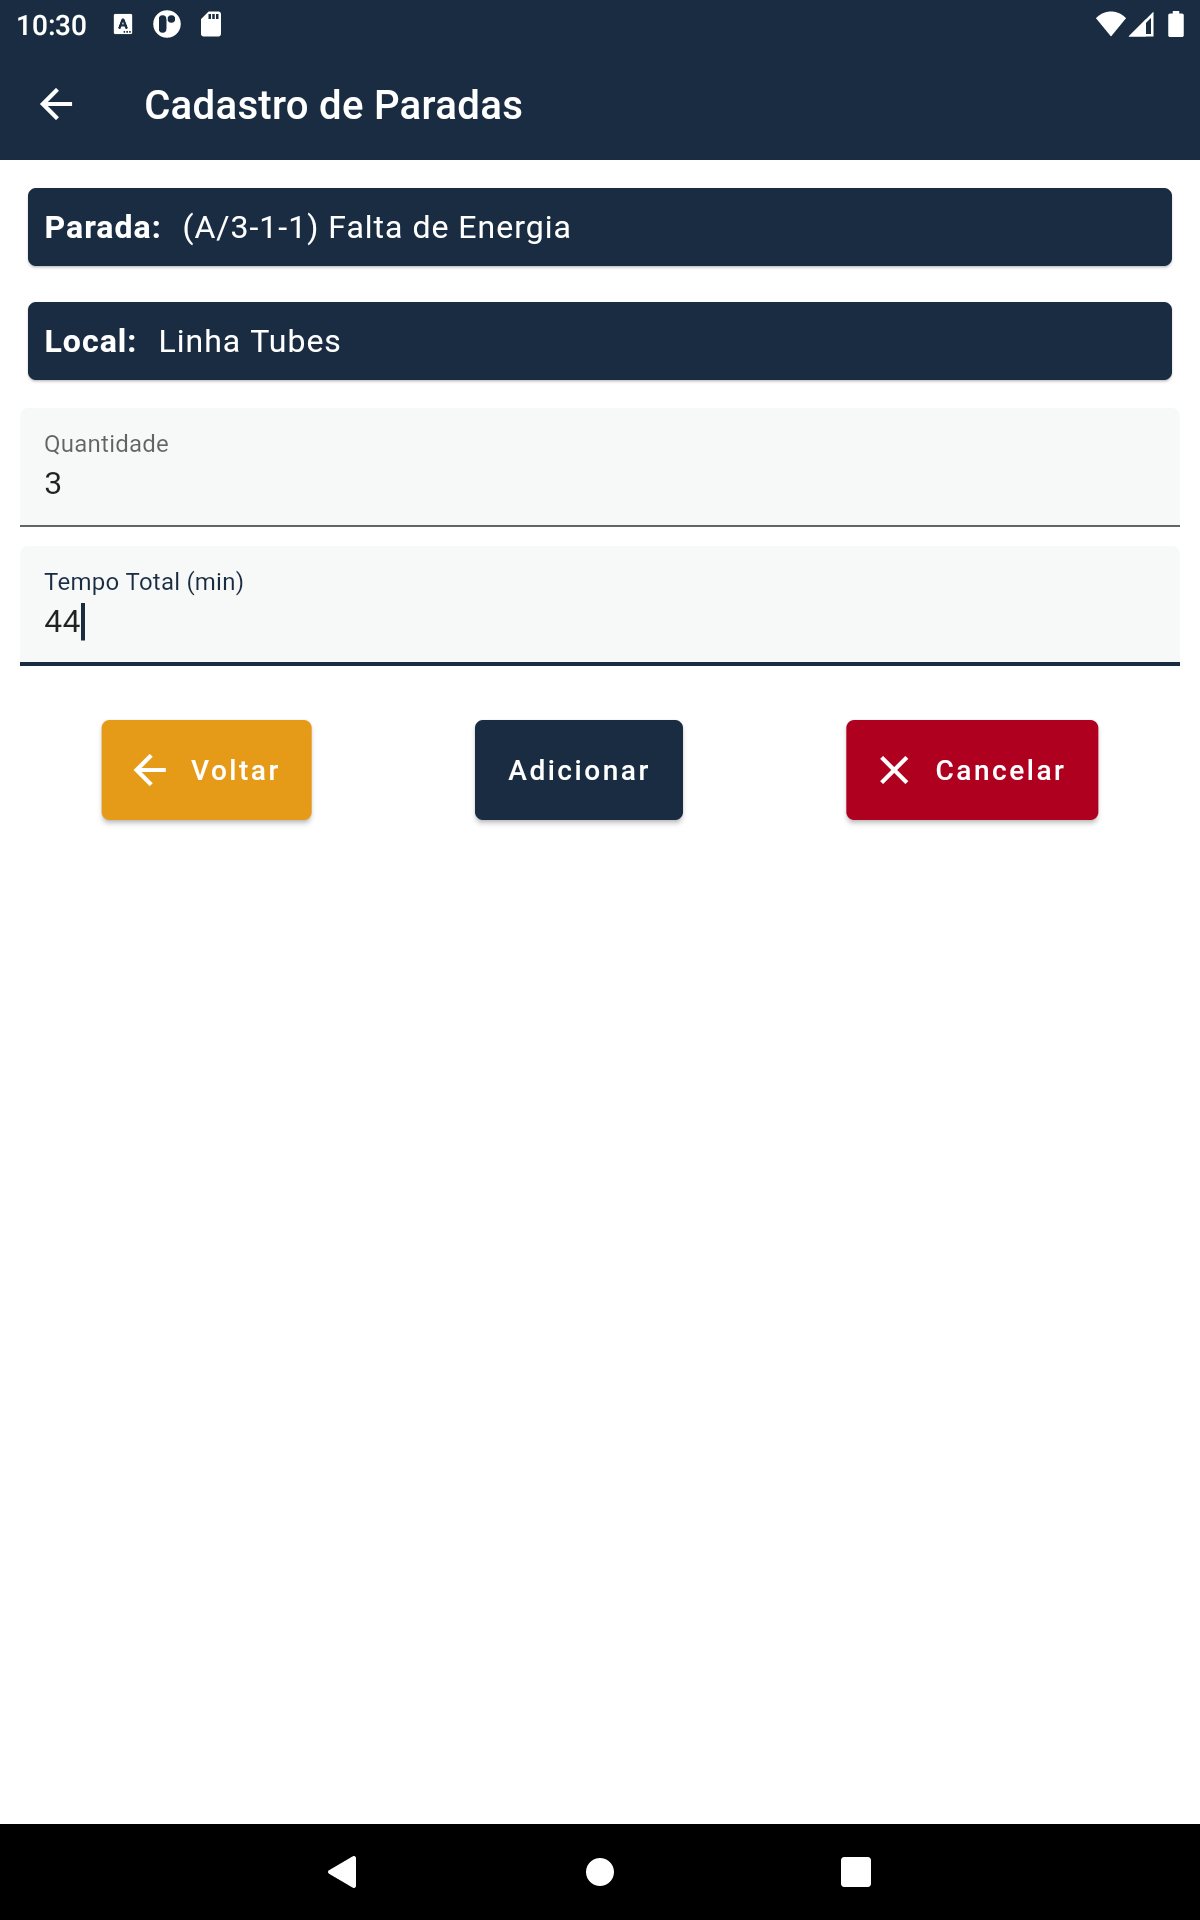 10:30
Cadastro de Paradas
Parada: (A/3-1-1) Falta de Energia
Local: Linha Tubes
Quantidade
3
Tempo Total (min)
44
Voltar
Adicionar
Cancelar